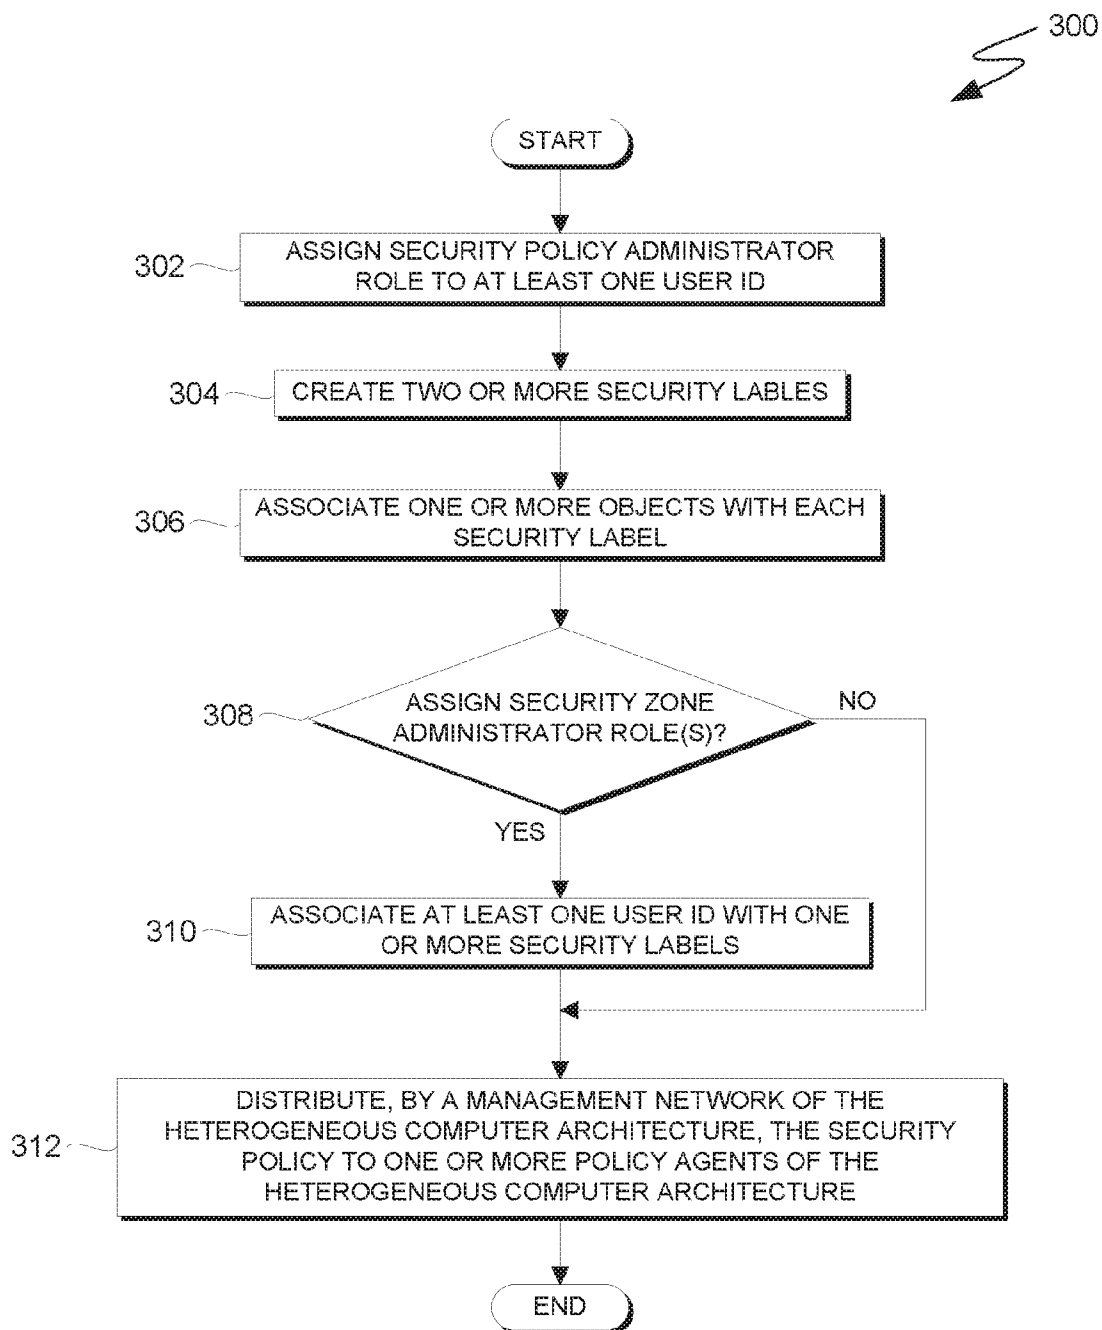 300
START
302
ASSIGN SECURITY POLICY ADMINISTRATOR
ROLE TO AT LEAST ONE USER ID
304
CREATE TWO OR MORE SECURITY LABLES
306
ASSOCIATE ONE OR MORE OBJECTS WITH EACH
SECURITY LABEL
308
ASSIGN SECURITY ZONE
ADMINISTRATOR ROLE(S)?
NO
YES
310
ASSOCIATE AT LEAST ONE USER ID WITH ONE
OR MORE SECURITY LABELS
312
DISTRIBUTE, BY A MANAGEMENT NETWORK OF THE
HETEROGENEOUS COMPUTER ARCHITECTURE, THE SECURITY
POLICY TO ONE OR MORE POLICY AGENTS OF THE
HETEROGENEOUS COMPUTER ARCHITECTURE
END